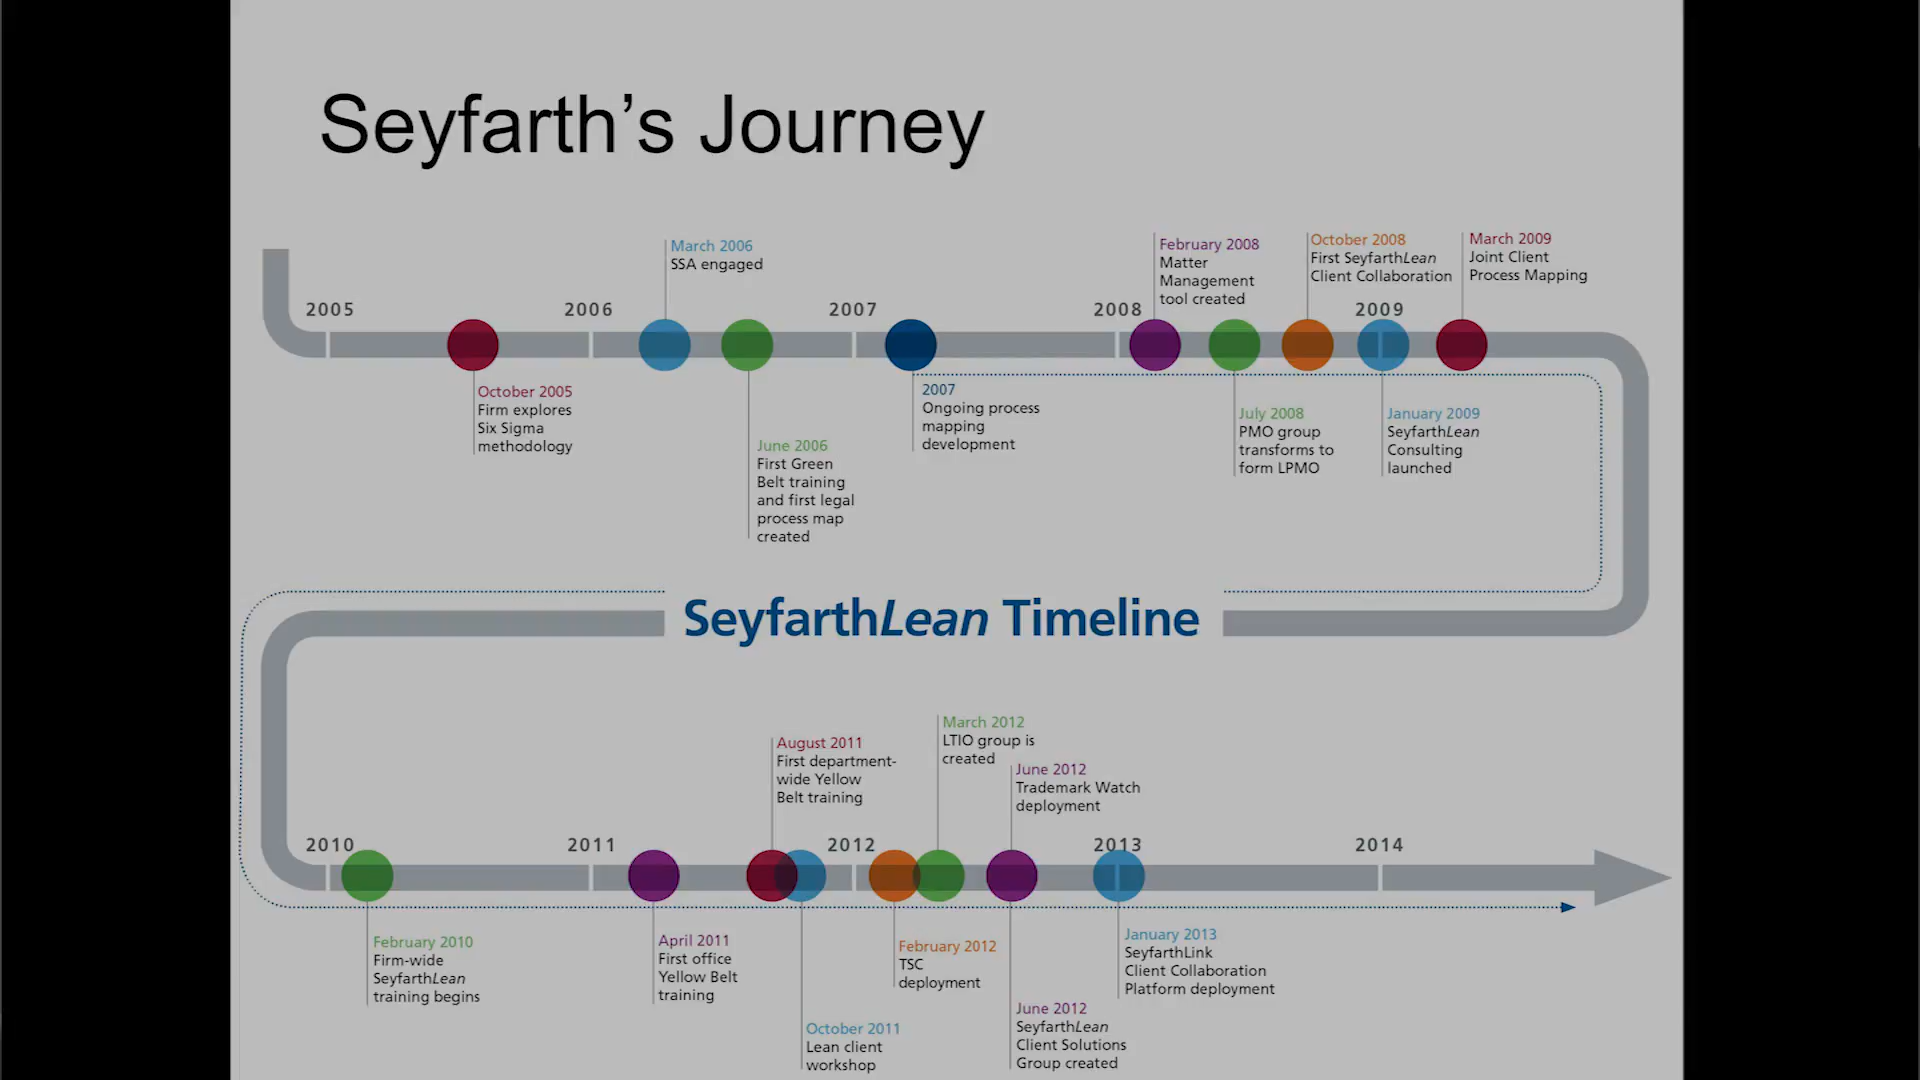 Seyfarth's Journey
March 2006
SSA engaged
February 2008
Matter
Management
tool created
October 2008
First SeyfarthLean
Client Collaboration
March 2009
Joint Client
Process Mapping
2005
2006
2007
2008
2009
October 2005
Firm explores
Six Sigma
methodology
June 2006
First Green
Belt training
and first legal
process map
created
2007
Ongoing process
mapping
development
July 2008
PMO group
transforms to
form LPMO
January 2009
SeyfarthLean
Consulting
launched
SeyfarthLean Timeline
August 2011
First department-
wide Yellow
Belt training
March 2012
LTIO group is
created
June 2012
Trademark Watch
deployment
2010
2011
2012
2013
2014
February 2010
Firm-wide
SeyfarthLean
training begins
April 2011
First office
Yellow Belt
training
October 2011
Lean client
workshop
February 2012
TSC
deployment
June 2012
SeyfarthLean
Client Solutions
Group created
January 2013
SeyfarthLink
Client Collaboration
Platform deployment